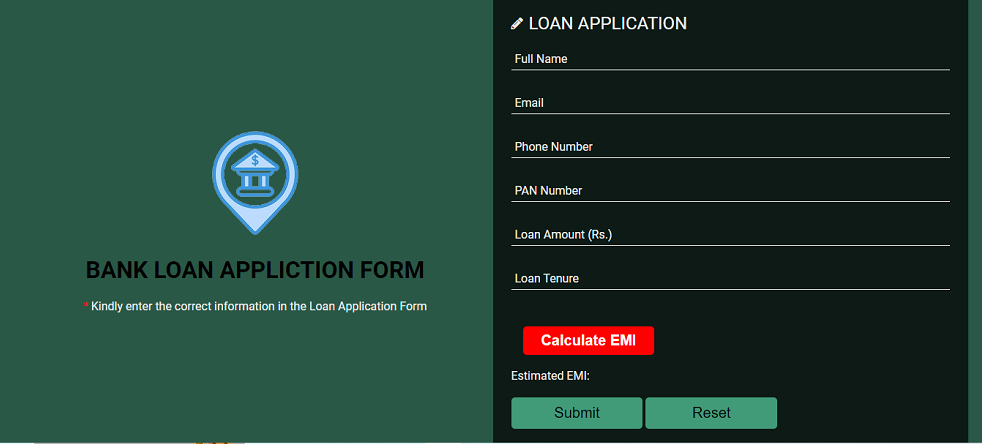 $
BANK LOAN APPLICTION FORM
* Kindly enter the correct information in the Loan Application Form
LOAN APPLICATION
Full Name
Email
Phone Number
PAN Number
Loan Amount (Rs.)
Loan Tenure
Calculate EMI
Estimated EMI:
Submit Reset